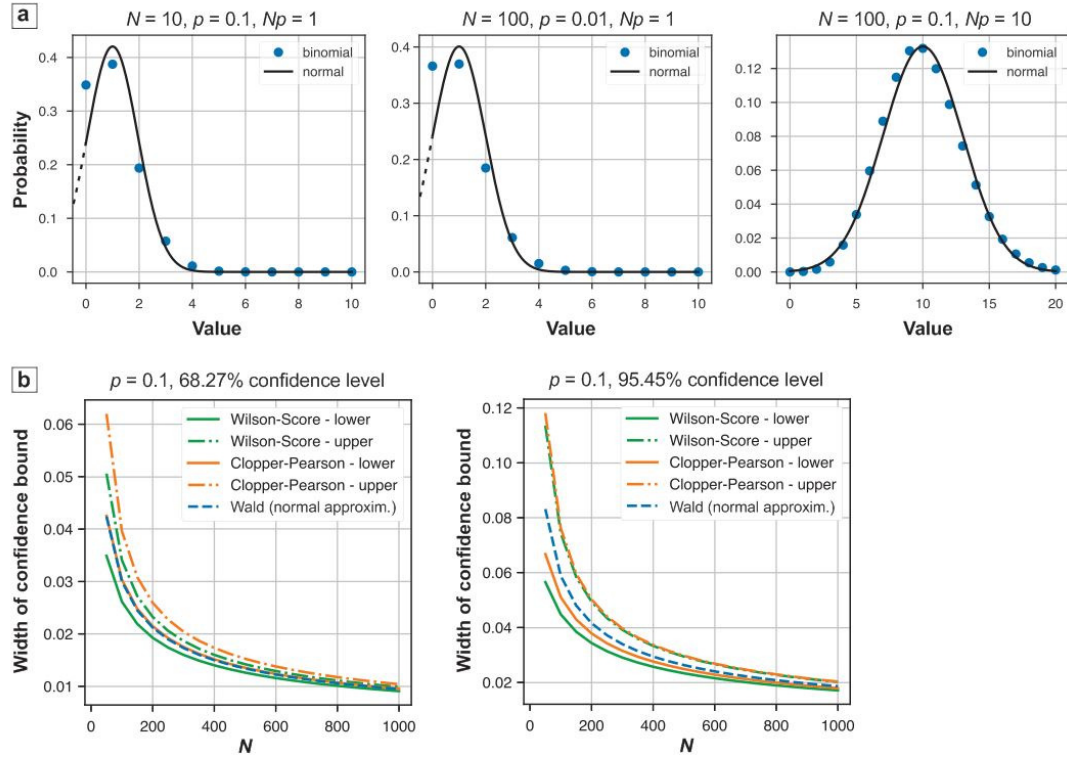 a
N = 10, p = 0.1, Np = 1
binomial
normal
0.4
0.3
0.2
0.1
0.0
Probability
0 2 4 6 8 10
Value
N = 100, p = 0.01, Np = 1
binomial
normal
0.4
0.3
0.2
0.1
0.0
0 2 4 6 8 10
Value
N = 100, p = 0.1, Np = 10
binomial
normal
0.12
0.10
0.08
0.06
0.04
0.02
0.00
0 5 10 15 20
Value
b
p = 0.1, 68.27% confidence level
Wilson-Score - lower
Wilson-Score - upper
Clopper-Pearson - lower
Clopper-Pearson - upper
Wald (normal approxim.)
0.06
0.05
0.04
0.03
0.02
0.01
Width of confidence bound
0 200 400 600 800 1000
N
p = 0.1, 95.45% confidence level
Wilson-Score - lower
Wilson-Score - upper
Clopper-Pearson - lower
Clopper-Pearson - upper
Wald (normal approxim.)
0.12
0.10
0.08
0.06
0.04
0.02
Width of confidence bound
0 200 400 600 800 1000
N